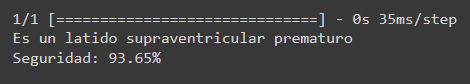 1/1 [==============================] - 0s 35ms/step
Es un latido supraventricular prematuro
Seguridad: 93.65%